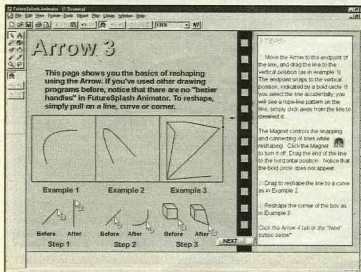 FutureSplash Animator - [? Drawing]
File Edit View Tools Object Play Library Window Help
Arrow 3
This page shows you the basics of reshaping
using the Arrow. If you've used other drawing
programs before, notice that there are no "bezier
handles" in FutureSplash Animator. To reshape,
simply pull on a line, curve or corner.
Example 1 Example 2 Example 3
Before After Before After Before After
Step 1 Step 2 Step 3
NEXT
STEPS:
Move the Arrow to the endpoint of
the line, and drag the line to the
vertical position (as in example 1)
The endpoint snaps to the vertical
position, indicated by a bold circle. If
you select the line accidentally, you
will see a rope-like pattern on the
line, simply click away from the line to
deselect it.
The Magnet controls the snapping
and connecting of lines while
reshaping. Click the Magnet
to turn it off. Drag the end of the line
to the horizontal position. Notice that
the bold circle does not appear.
Drag to reshape the line to a curve
as in Example 2.
Reshape the corner of the box as
in Example 3.
Click the Arrow 4 tab or the "Next"
button below"